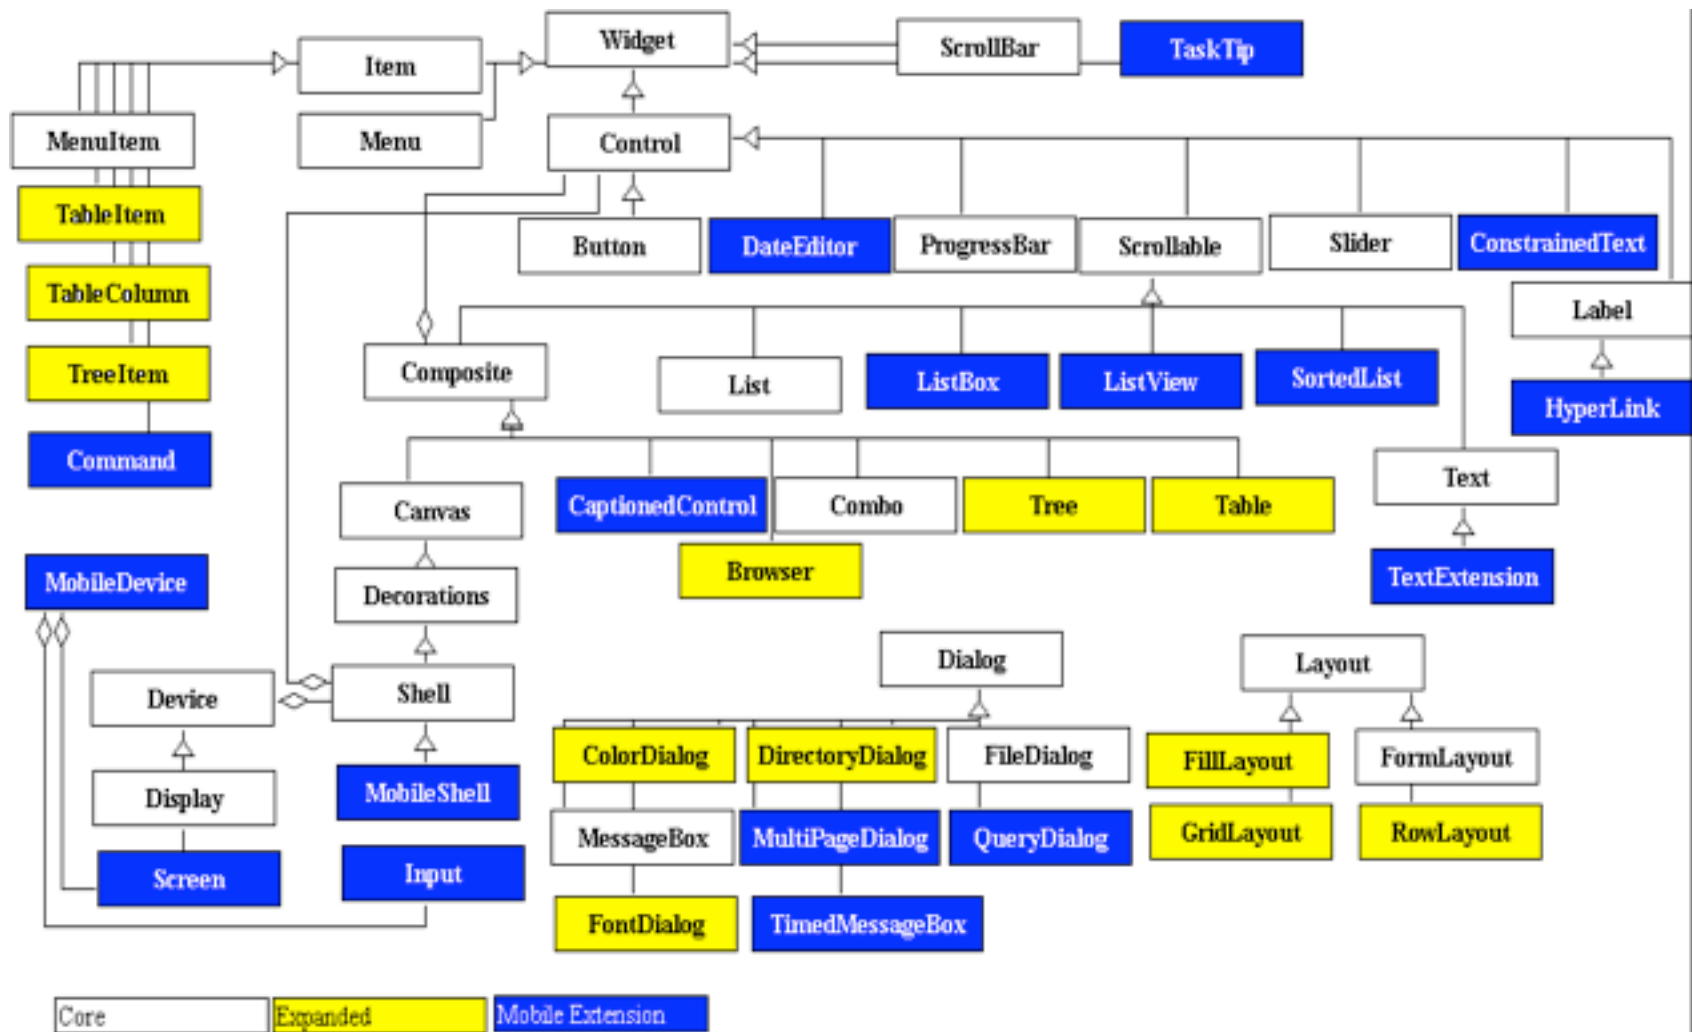 Widget
ScrollBar
TaskTip
Item
MenuItem
Menu
Control
TableItem
Button
DateEditor
ProgressBar
Scrollable
Slider
ConstrainedText
TableColumn
Label
TreeItem
Composite
List
ListBox
ListView
SortedList
HyperLink
Command
Canvas
CaptionedControl
Combo
Tree
Table
Text
MobileDevice
Decorations
Browser
TextExtension
Dialog
Layout
Device
Shell
ColorDialog
DirectoryDialog
FileDialog
FillLayout
FormLayout
Display
MobileShell
MessageBox
MultiPageDialog
QueryDialog
GridLayout
RowLayout
Screen
Input
FontDialog
TimedMessageBox
Core
Expanded
Mobile Extension